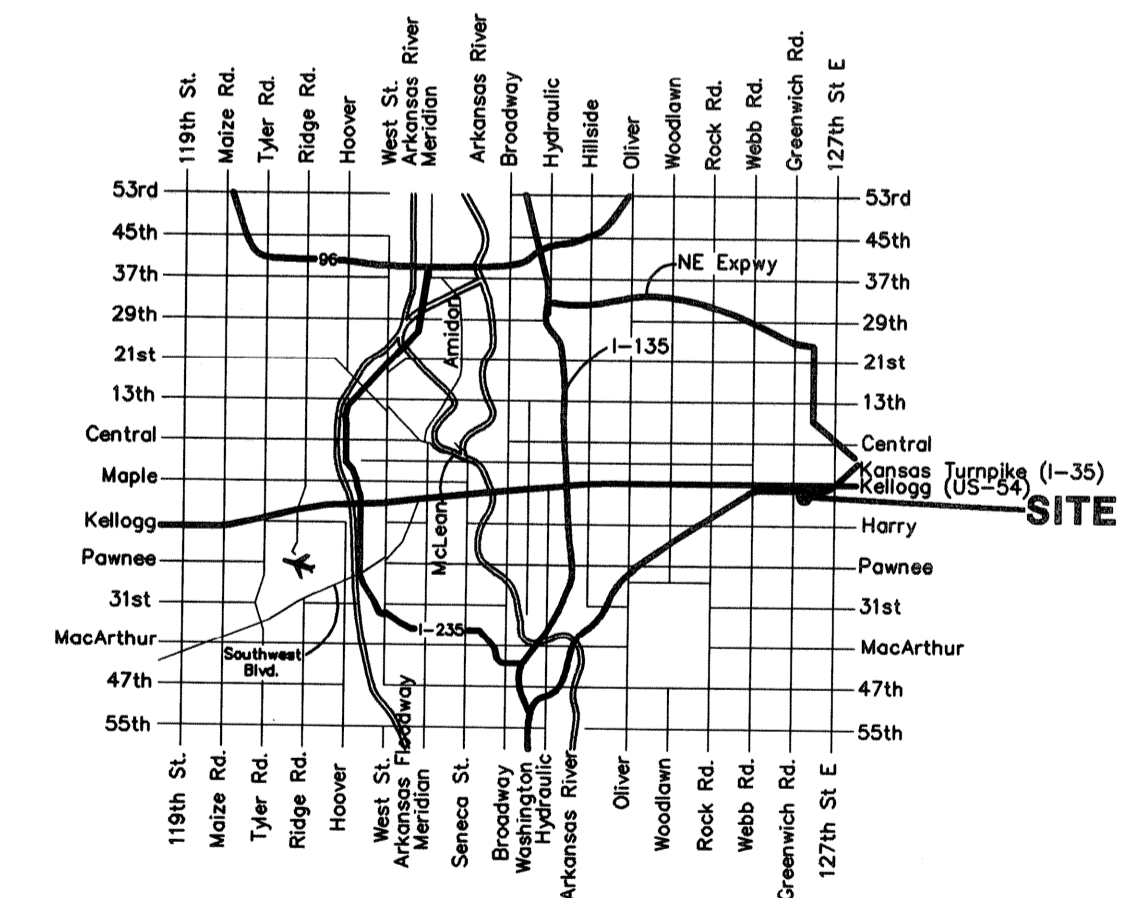 119th St.
Maize Rd.
Tyler Rd.
Ridge Rd.
Hoover
West St.
Arkansas River
Meridian
Arkansas River
Broadway
Hydraulic
Hillside
Oliver
Woodlawn
Rock Rd.
Webb Rd.
Greenwich Rd.
127th St E
53rd
45th
37th
29th
21st
13th
Central
Maple
Kellogg
Pawnee
31st
MacArthur
47th
55th
96
NE Expwy
Amidon
I-135
McLean
I-235
Southwest
Blvd.
53rd
45th
37th
29th
21st
13th
Central
Kansas Turnpike (I-35)
Kellogg (US-54)
SITE
Harry
Pawnee
31st
MacArthur
47th
55th
119th St.
Maize Rd.
Tyler Rd.
Ridge Rd.
Hoover
West St.
Arkansas Floodway
Meridian
Seneca St.
Broadway
Washington
Hydraulic
Arkansas River
Oliver
Woodlawn
Rock Rd.
Webb Rd.
Greenwich Rd.
127th St E